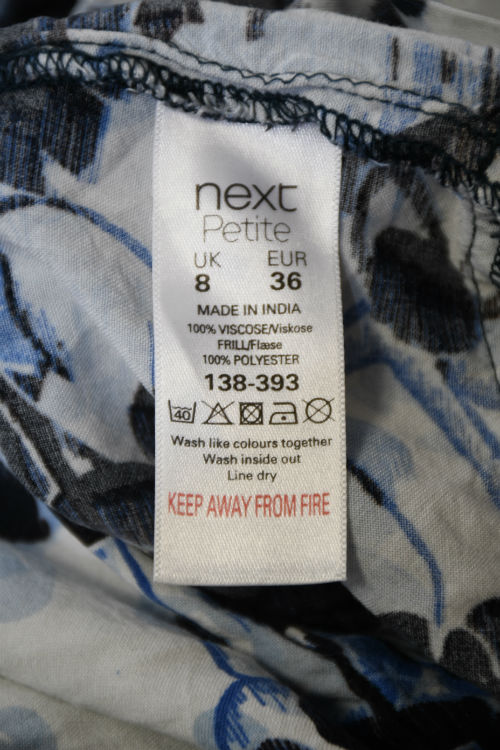 next
Petite
UK EUR
8 36
MADE IN INDIA
100% VISCOSE/Viskose
FRILL/Flæse
100% POLYESTER
138-393
40
Wash like colours together
Wash inside out
Line dry
KEEP AWAY FROM FIRE